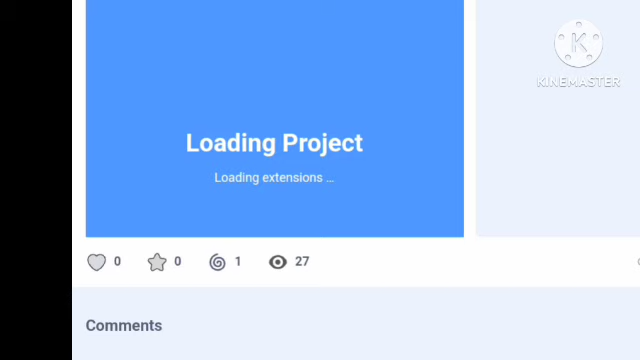 K
KINEMASTER
Loading Project
Loading extensions ...
0 0 1 27
Comments